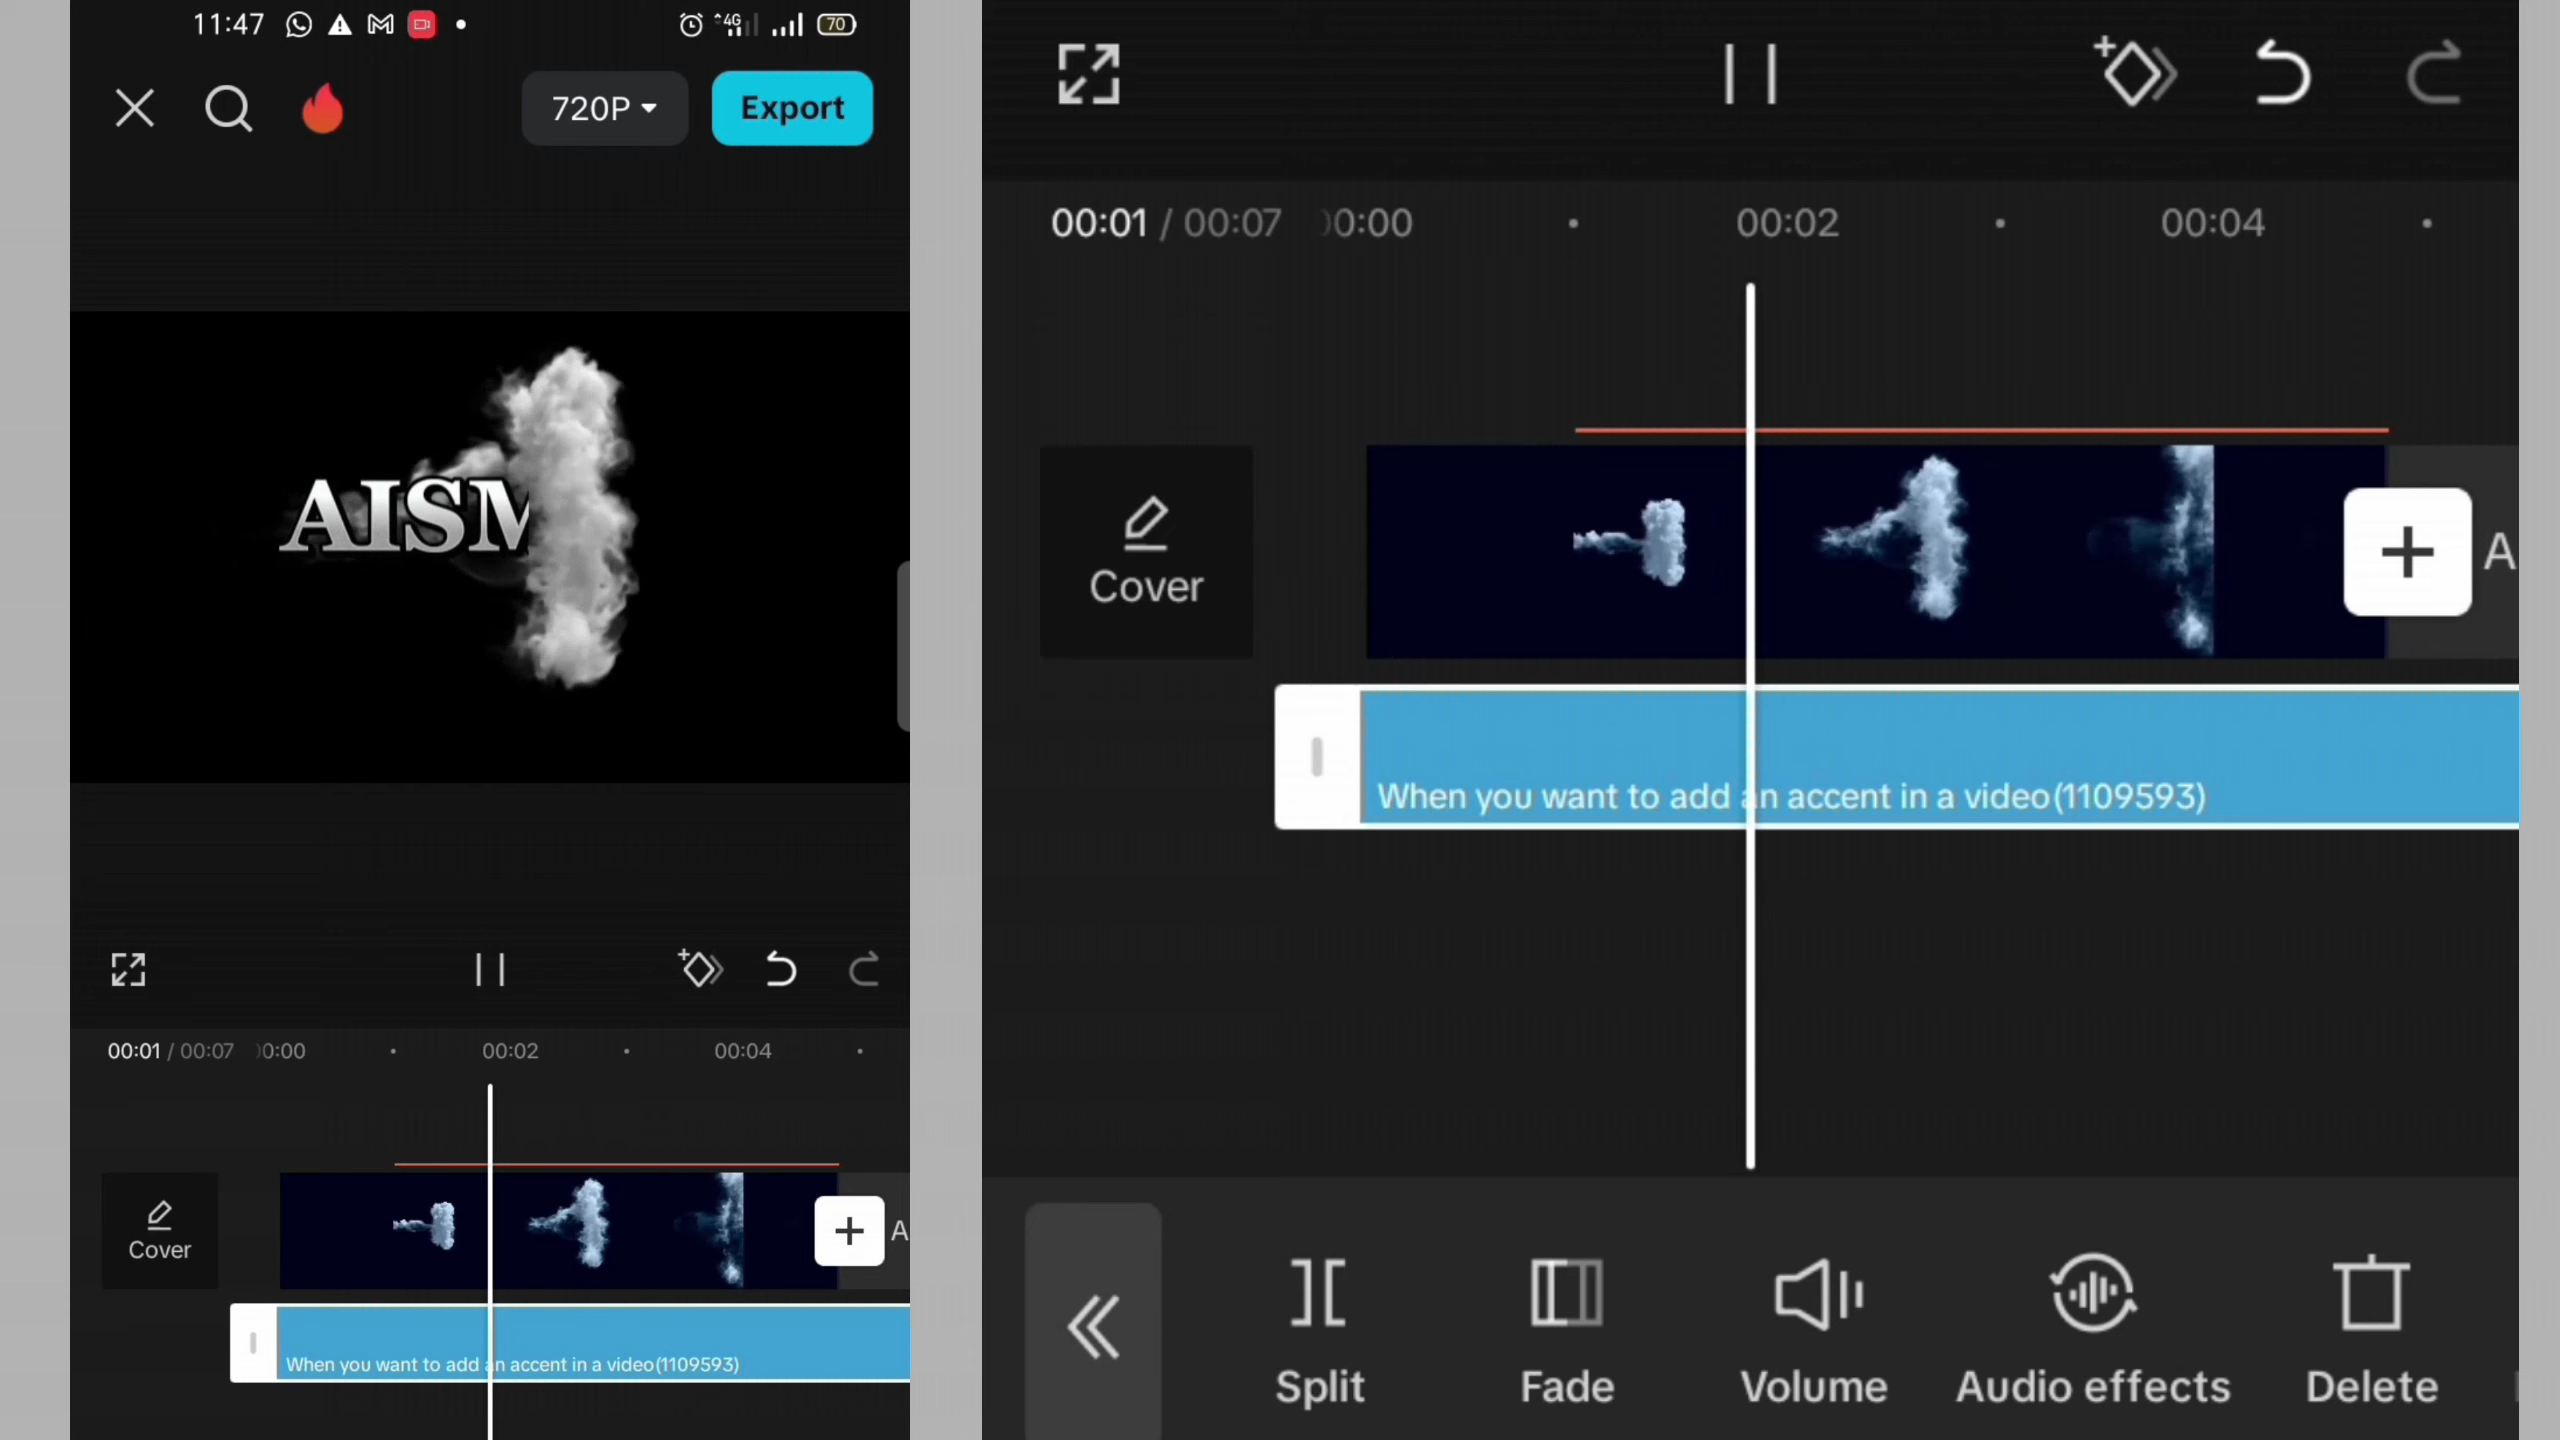 11:47
4G
70
720P
Export
AISM
00:01 / 00:07
0:00
00:02
00:04
Cover
A
When you want to add an accent in a video(1109593)
00:01 / 00:07
0:00
00:02
00:04
Cover
A
When you want to add an accent in a video(1109593)
Split
Fade
Volume
Audio effects
Delete